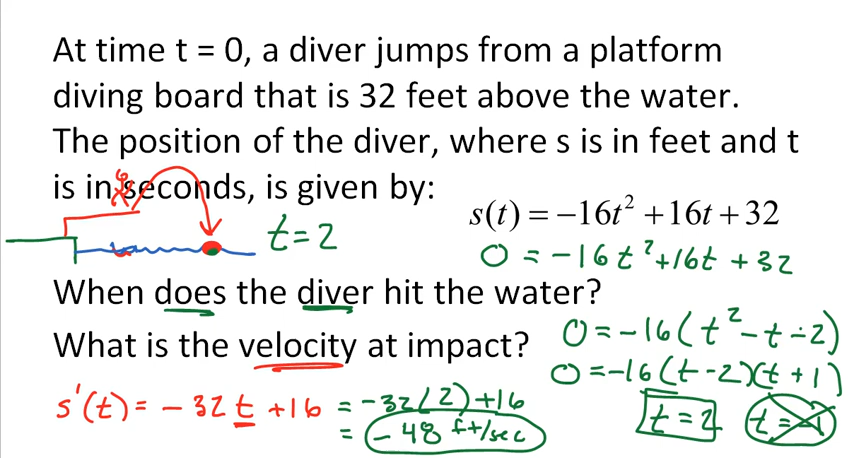 At time t = 0, a diver jumps from a platform
diving board that is 32 feet above the water.
The position of the diver, where s is in feet and t
is in seconds, is given by:
s(t) = −16t² + 16t + 32
t = 2
0 = −16t² + 16t + 32
When does the diver hit the water?
0 = −16(t² − t − 2)
What is the velocity at impact?
0 = −16(t − 2)(t + 1)
s'(t) = − 32t + 16 = −32(2) + 16
t = 2 t = −1
= − 48 ft/sec